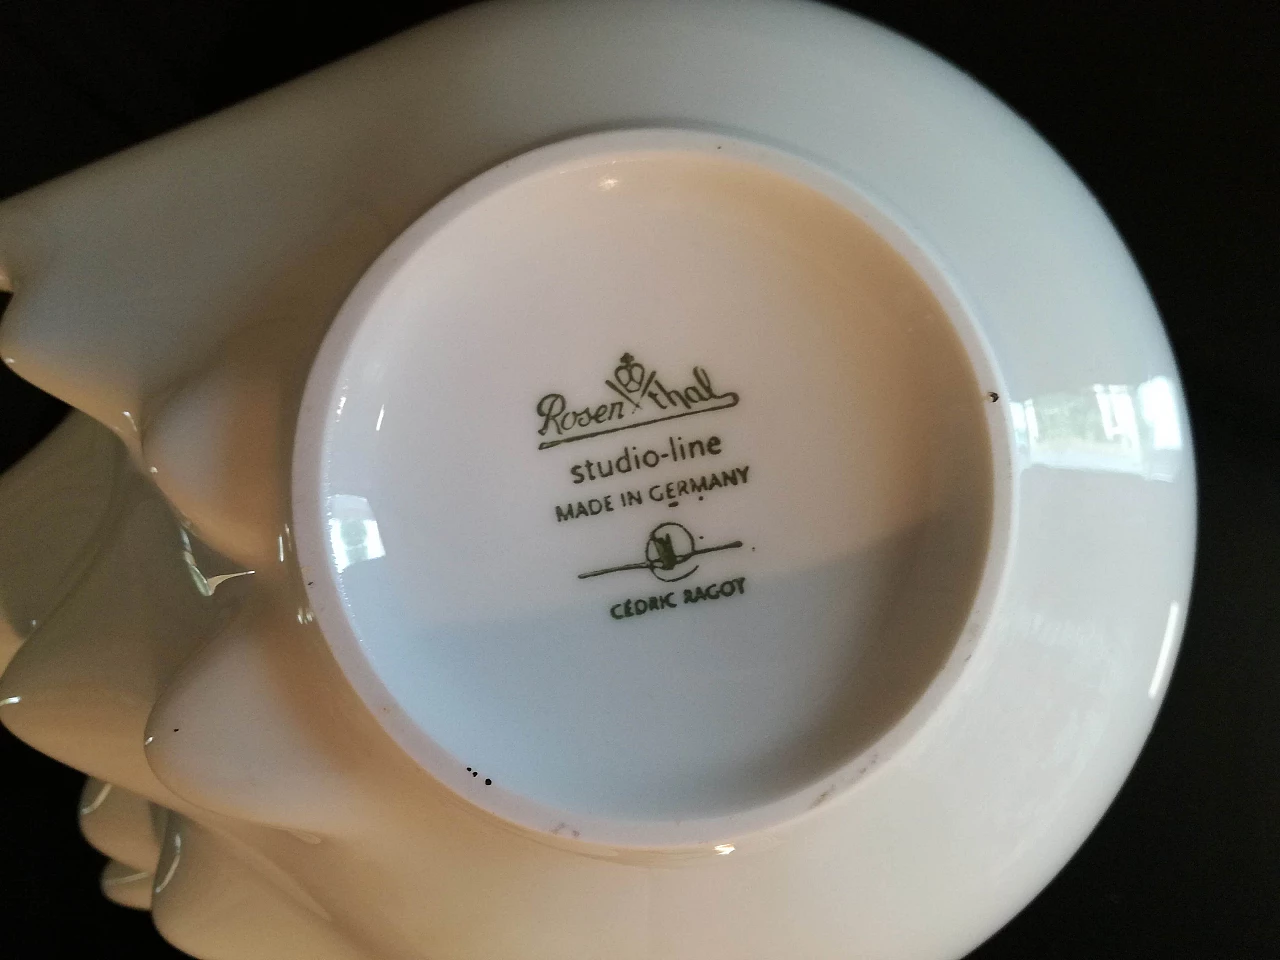 Rosenthal
studio-line
MADE IN GERMANY
CÉDRIC RAGOT